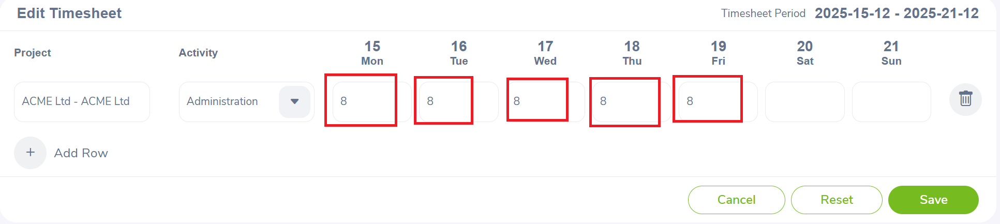 Edit Timesheet
Timesheet Period 2025-15-12 - 2025-21-12
Project Activity 15 16 17 18 19 20 21
Mon Tue Wed Thu Fri Sat Sun
ACME Ltd - ACME Ltd Administration 8 8 8 8 8
+ Add Row
Cancel Reset Save